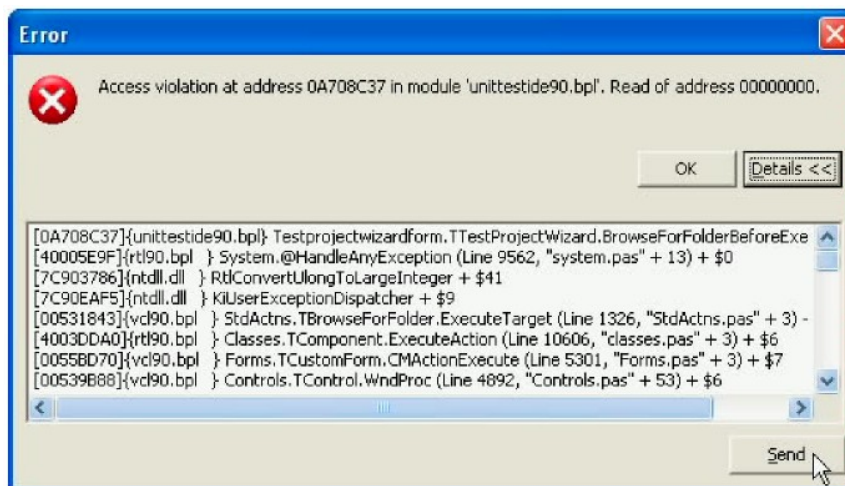 Error
Access violation at address 0A708C37 in module 'unittestide90.bpl'. Read of address 00000000.
OK
Details <<
[0A708C37]{unittestide90.bpl} Testprojectwizardform.TTestProjectWizard.BrowseForFolderBeforeExe
[40005E9F]{rtl90.bpl } System.@HandleAnyException (Line 9562, "system.pas" + 13) + $0
[7C903786]{ntdll.dll } RtlConvertUlongToLargeInteger + $41
[7C90EAF5]{ntdll.dll } KiUserExceptionDispatcher + $9
[00531843]{vcl90.bpl } StdActns.TBrowseForFolder.ExecuteTarget (Line 1326, "StdActns.pas" + 3) -
[4003DDA0]{rtl90.bpl } Classes.TComponent.ExecuteAction (Line 10606, "classes.pas" + 3) + $6
[0055BD70]{vcl90.bpl } Forms.TCustomForm.CMActionExecute (Line 5301, "Forms.pas" + 3) + $7
[00539B88]{vcl90.bpl } Controls.TControl.WndProc (Line 4892, "Controls.pas" + 53) + $6
Send